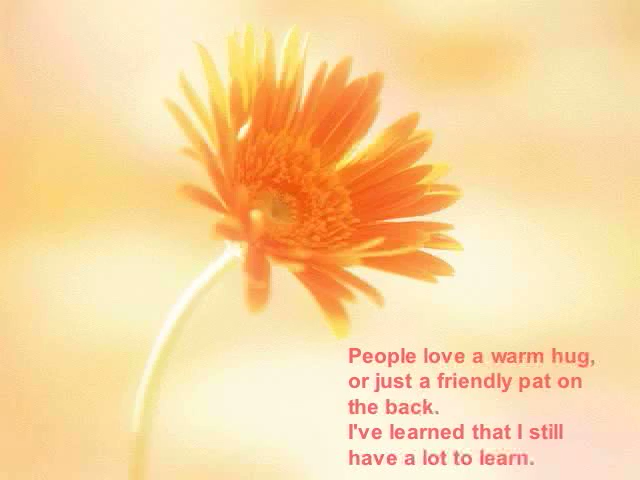 People love a warm hug,
or just a friendly pat on
the back.
I've learned that I still
have a lot to learn.